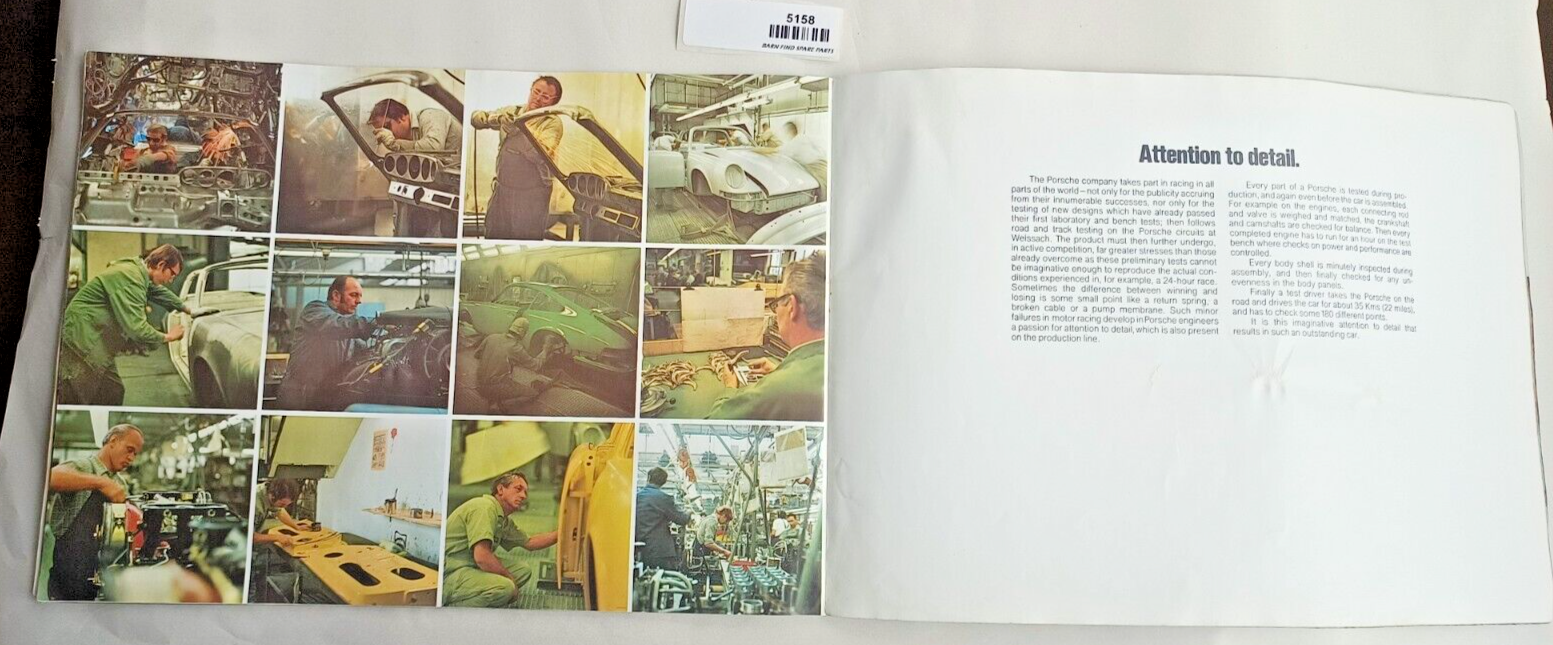 5158
BARN FIND SPARE PARTS
Attention to detail.
The Porsche company takes part in racing in all
parts of the world—not only for the publicity accruing
from their innumerable successes, nor only for the
testing of new designs which have already passed
their first laboratory and bench tests; then follows
road and track testing on the Porsche circuits at
Weissach. The product must then further undergo,
in active competition, far greater stresses than those
already overcome as these preliminary tests cannot
be imaginative enough to reproduce the actual con-
ditions experienced in, for example, a 24-hour race.
Sometimes the difference between winning and
losing is some small point like a return spring, a
broken cable or a pump membrane. Such minor
failures in motor racing develop in Porsche engineers
a passion for attention to detail, which is also present
on the production line.
Every part of a Porsche is tested during pro-
duction, and again even before the car is assembled.
For example on the engines, each connecting rod
and valve is weighed and matched, the crankshaft
and camshafts are checked for balance. Then every
completed engine has to run for an hour on the test
bench where checks on power and performance are
controlled.
Every body shell is minutely inspected during
assembly, and then finally checked for any un-
evenness in the body panels.
Finally a test driver takes the Porsche on the
road and drives the car for about 35 Kms (22 miles),
and has to check some 180 different points.
It is this imaginative attention to detail that
results in such an outstanding car.